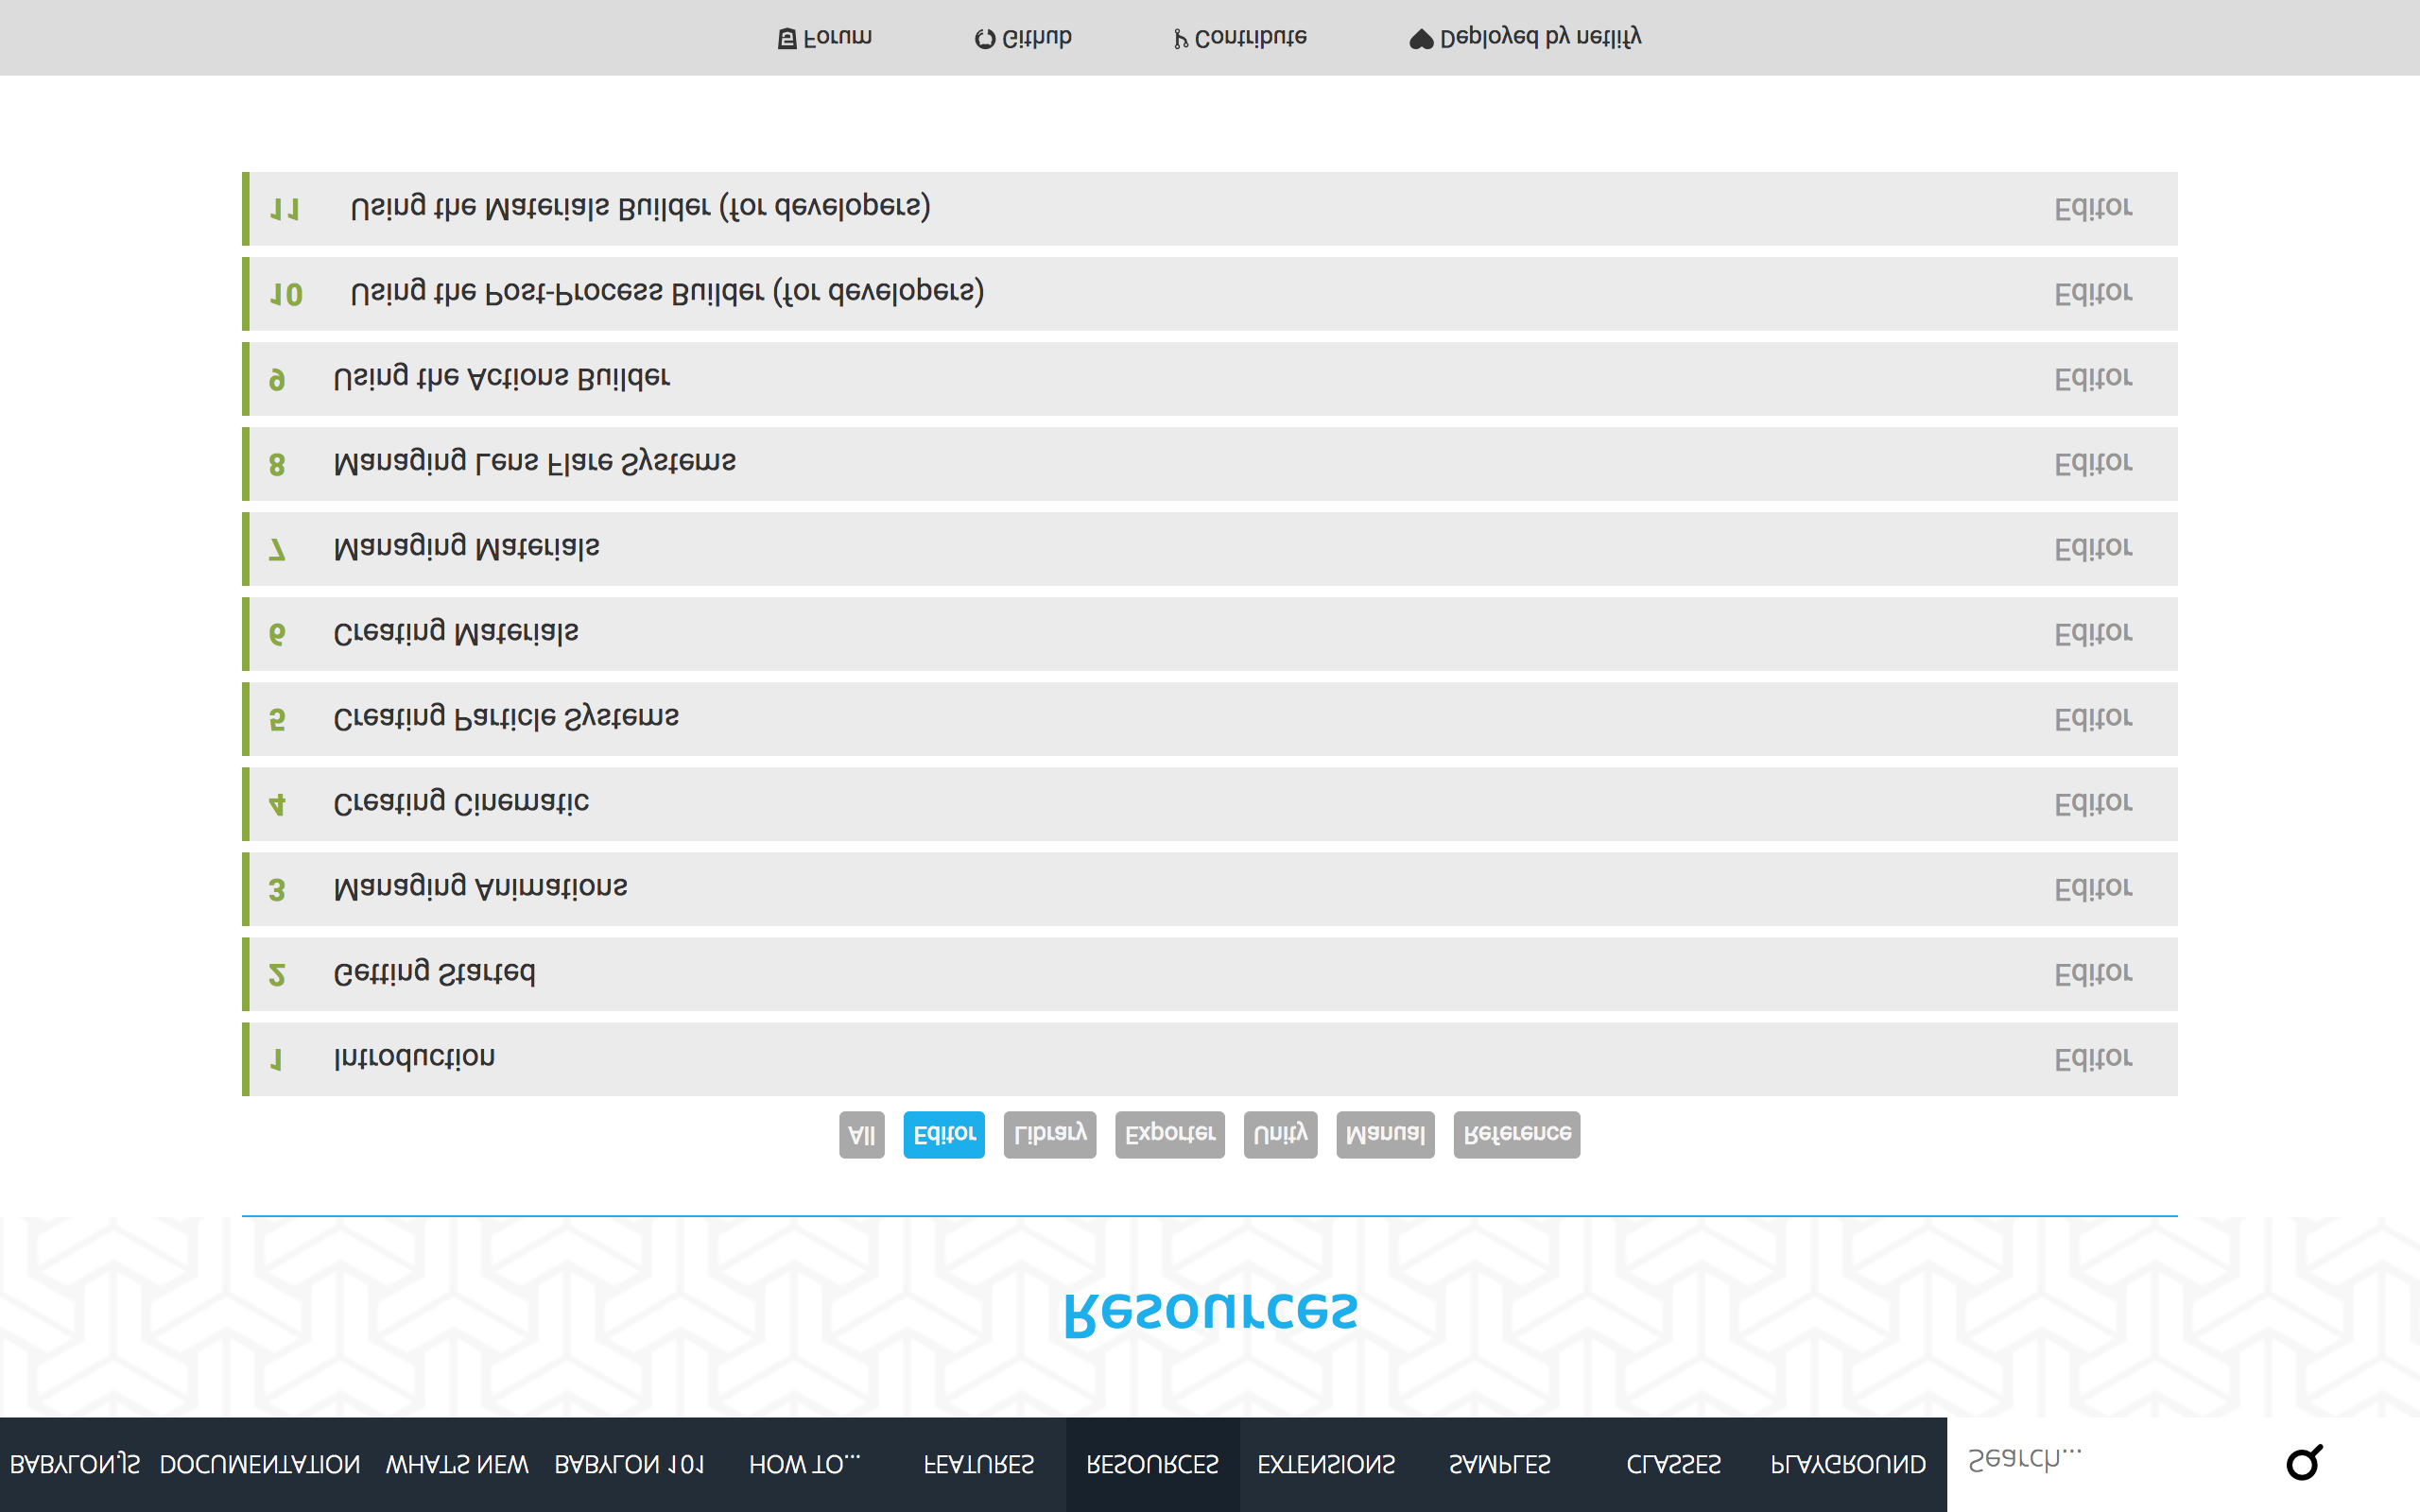 BABYLON.JS DOCUMENTATION WHAT'S NEW BABYLON 101 HOW TO... FEATURES RESOURCES EXTENSIONS SAMPLES CLASSES PLAYGROUND Search...
Resources
All Editor Library Exporter Unity Manual Reference
1 Introduction Editor
2 Getting Started Editor
3 Managing Animations Editor
4 Creating Cinematic Editor
5 Creating Particle Systems Editor
6 Creating Materials Editor
7 Managing Materials Editor
8 Managing Lens Flare Systems Editor
9 Using the Actions Builder Editor
10 Using the Post-Process Builder (for developers) Editor
11 Using the Materials Builder (for developers) Editor
Forum Github Contribute Deployed by netlify